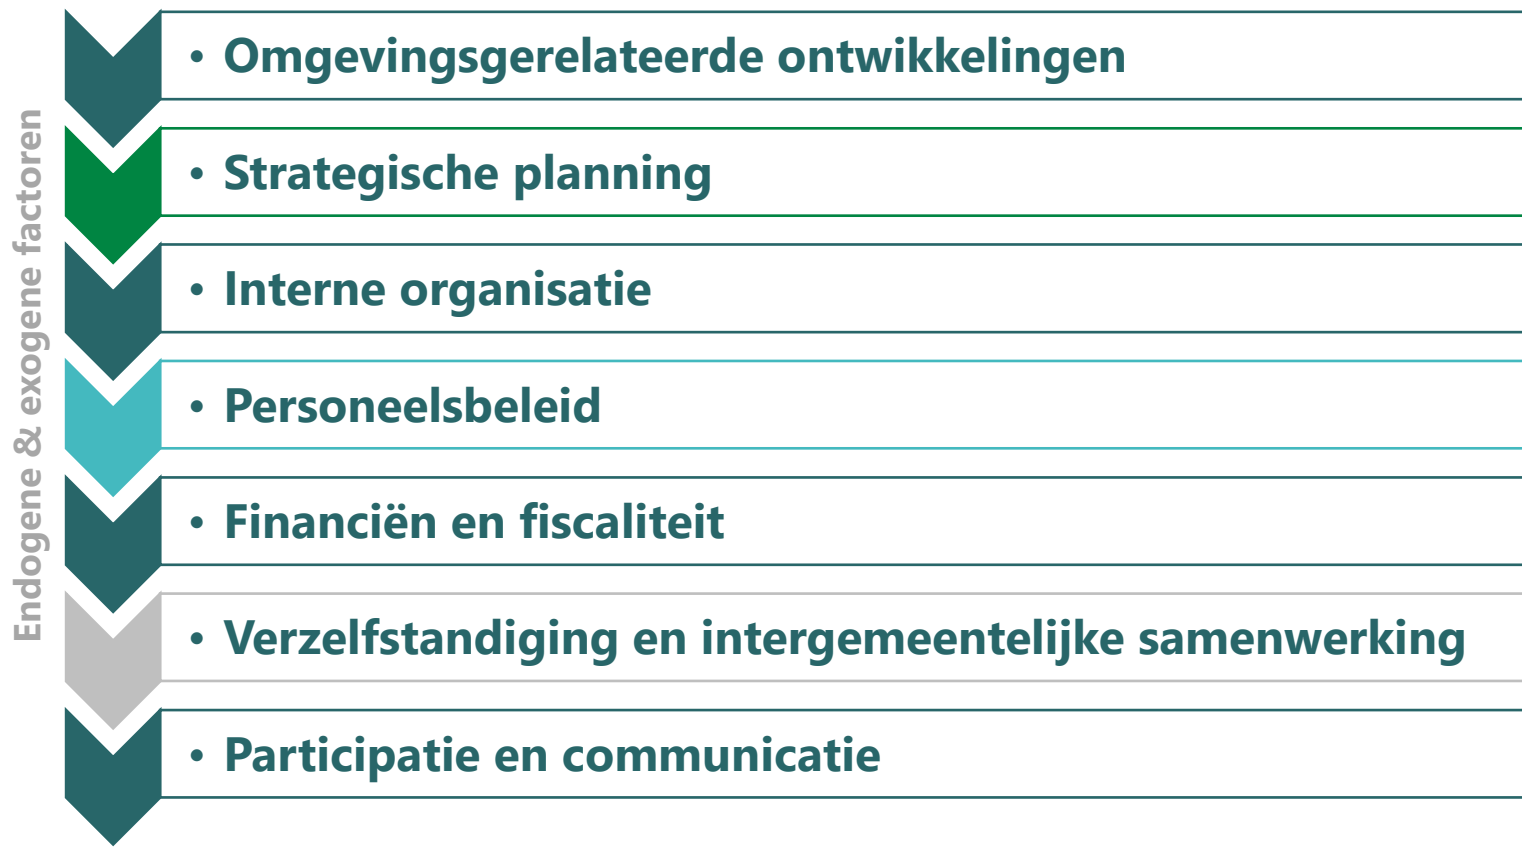 Endogene & exogene factoren
• Omgevingsgerelateerde ontwikkelingen
• Strategische planning
• Interne organisatie
• Personeelsbeleid
• Financiën en fiscaliteit
• Verzelfstandiging en intergemeentelijke samenwerking
• Participatie en communicatie